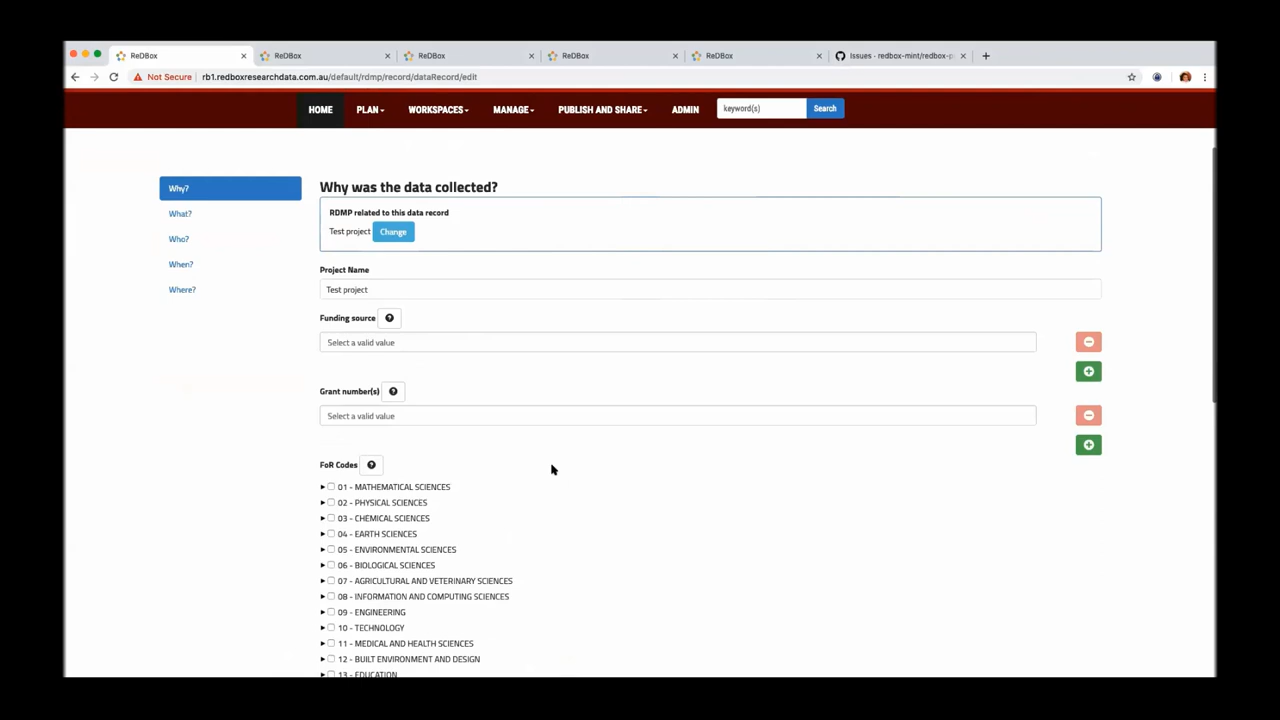 ReDBox
ReDBox
ReDBox
ReDBox
ReDBox
Issues · redbox-mint/redbox-p
Not Secure
rb1.redboxresearchdata.com.au/default/rdmp/record/dataRecord/edit
HOME
PLAN
WORKSPACES
MANAGE
PUBLISH AND SHARE
ADMIN
keyword(s)
Search
Why?
What?
Who?
When?
Where?
Why was the data collected?
RDMP related to this data record
Test project
Change
Project Name
Test project
Funding source
Select a valid value
Grant number(s)
Select a valid value
FoR Codes
01 - MATHEMATICAL SCIENCES
02 - PHYSICAL SCIENCES
03 - CHEMICAL SCIENCES
04 - EARTH SCIENCES
05 - ENVIRONMENTAL SCIENCES
06 - BIOLOGICAL SCIENCES
07 - AGRICULTURAL AND VETERINARY SCIENCES
08 - INFORMATION AND COMPUTING SCIENCES
09 - ENGINEERING
10 - TECHNOLOGY
11 - MEDICAL AND HEALTH SCIENCES
12 - BUILT ENVIRONMENT AND DESIGN
13 - EDUCATION